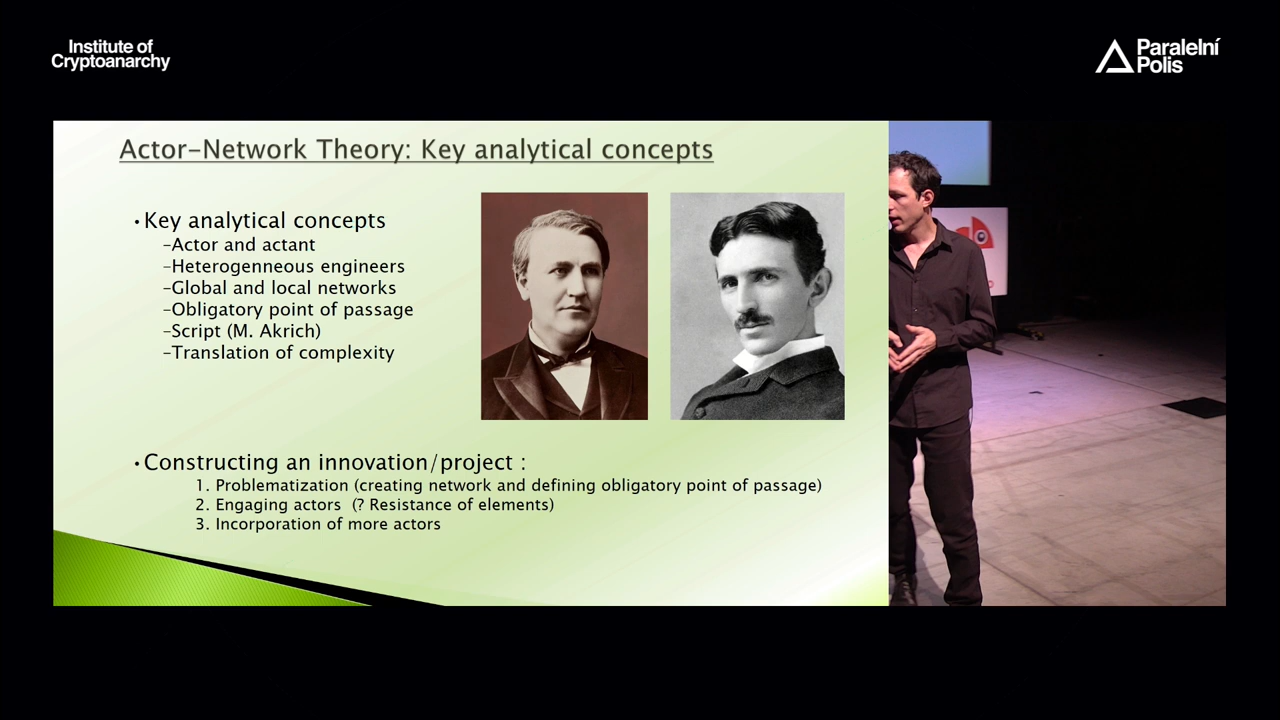 Institute of
Cryptoanarchy
Paralelní
Polis
Actor-Network Theory: Key analytical concepts
•Key analytical concepts
-Actor and actant
-Heterogenneous engineers
-Global and local networks
-Obligatory point of passage
-Script (M. Akrich)
-Translation of complexity
•Constructing an innovation/project :
1. Problematization (creating network and defining obligatory point of passage)
2. Engaging actors (? Resistance of elements)
3. Incorporation of more actors